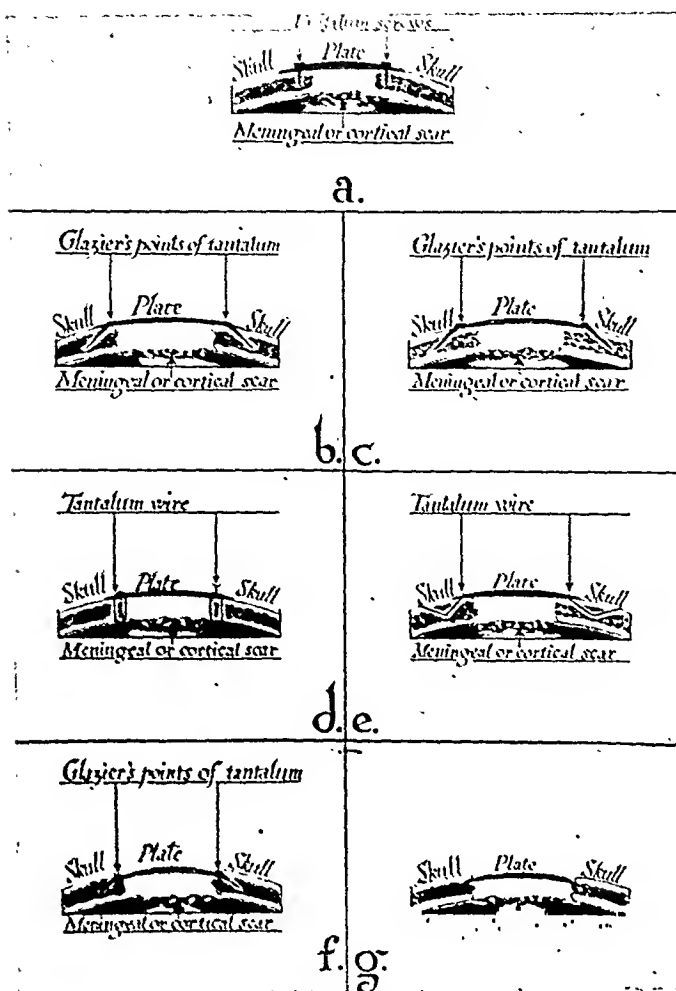 screws
Plate
Skull Skull
Meningeal or cortical scar
a.
Glazier's points of tantalum
Plate
Skull Skull
Meningeal or cortical scar
b.
Glazier's points of tantalum
Plate
Skull Skull
Meningeal or cortical scar
c.
Tantalum wire
Skull Plate Skull
Meningeal or cortical scar
d.
Tantalum wire
Skull Plate Skull
Meningeal or cortical scar
e.
Glazier's points of tantalum
Skull Plate Skull
Meningeal or cortical scar
f.
Skull Plate Skull
g.